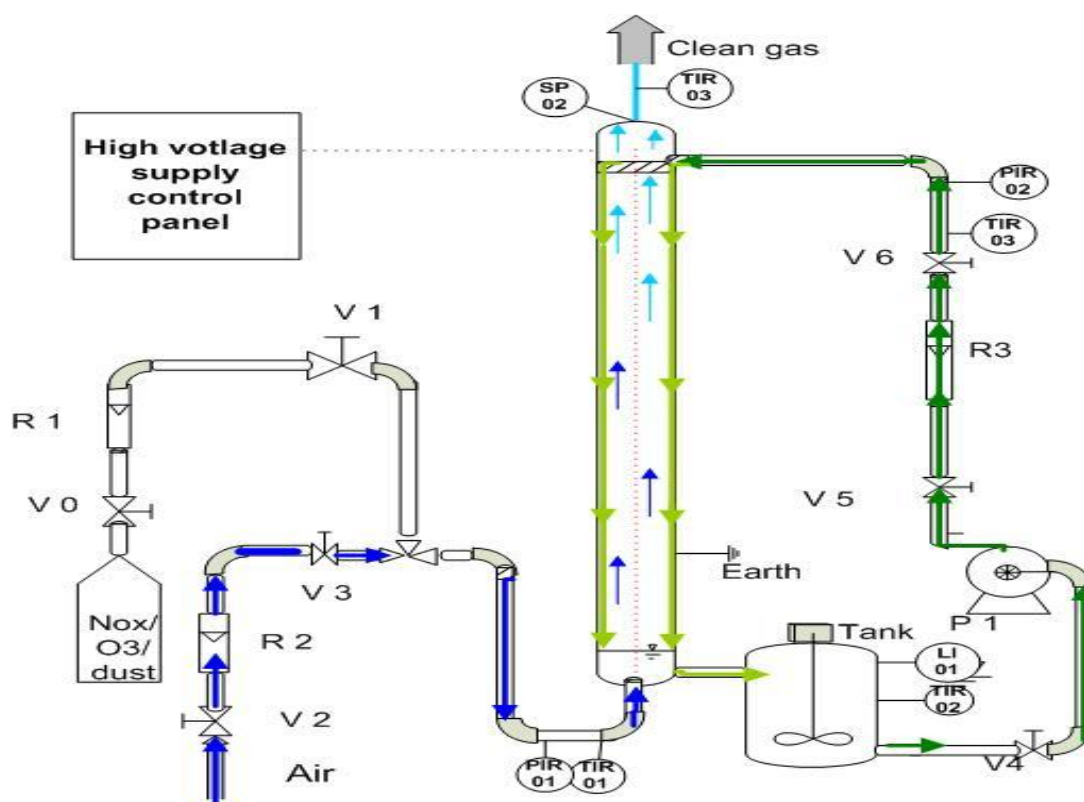 Clean gas
SP
02
TIR
03
High votlage
supply
control
panel
PIR
02
TIR
03
V 6
V 1
R3
R 1
V 0
V 5
Earth
V 3
Nox/
O3/
dust
R 2
P 1
Tank
LI
01
TIR
02
V 2
V4
Air
PIR
01
TIR
01